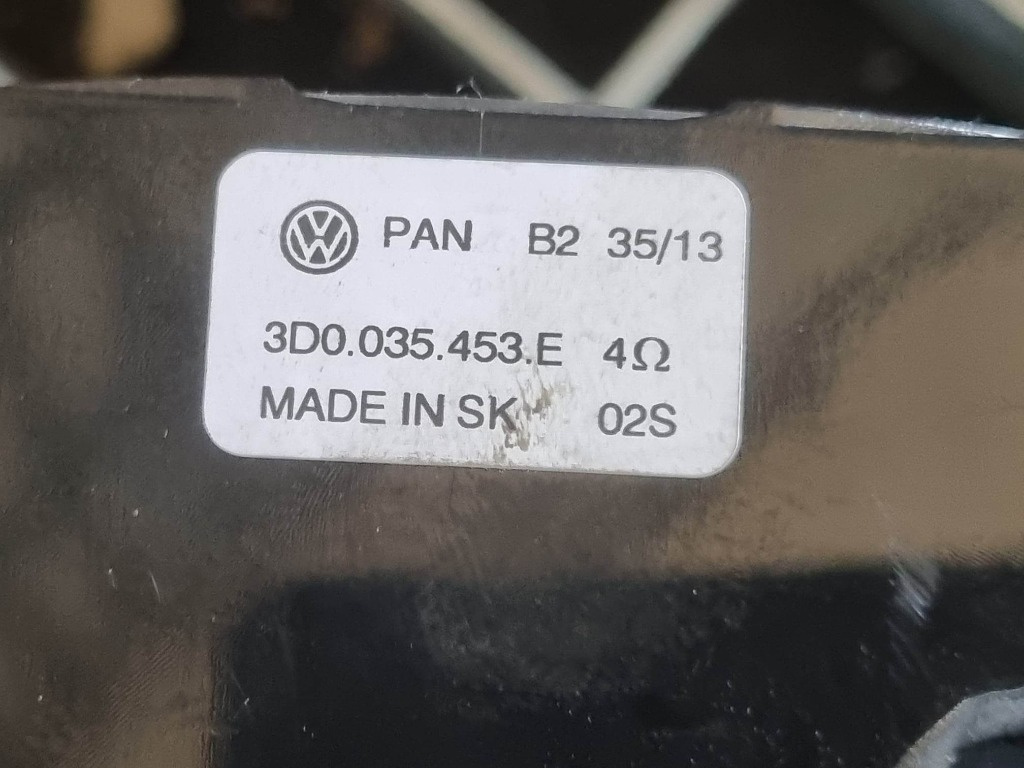 PAN B2 35/13
3D0.035.453.E 4Ω
MADE IN SK 02S